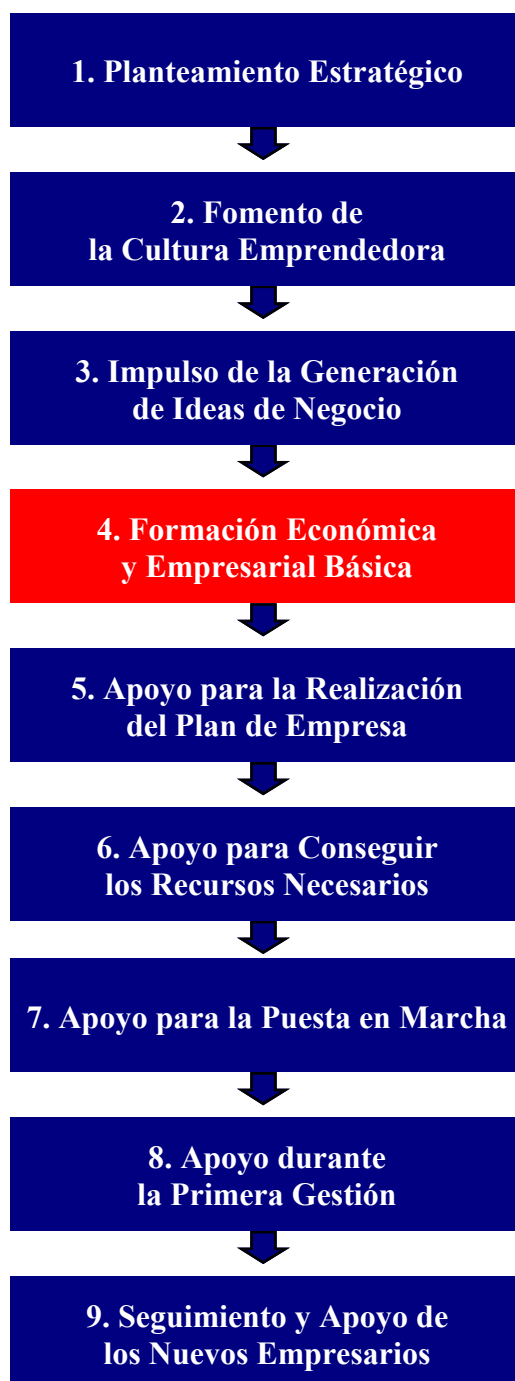 1. Planteamiento Estratégico
2. Fomento de
la Cultura Emprendedora
3. Impulso de la Generación
de Ideas de Negocio
4. Formación Económica
y Empresarial Básica
5. Apoyo para la Realización
del Plan de Empresa
6. Apoyo para Conseguir
los Recursos Necesarios
7. Apoyo para la Puesta en Marcha
8. Apoyo durante
la Primera Gestión
9. Seguimiento y Apoyo de
los Nuevos Empresarios